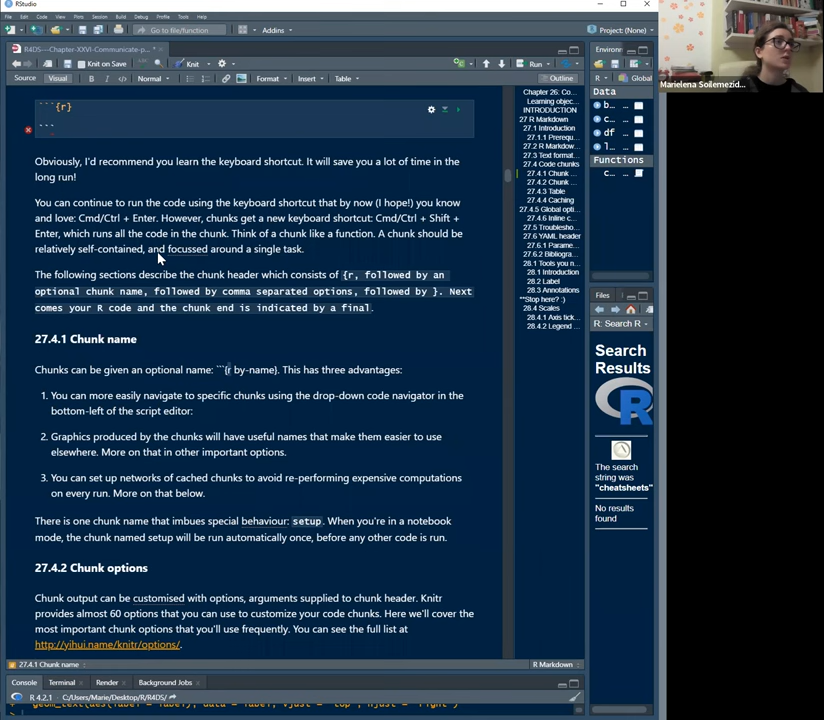 RStudio
File Edit Code View Plots Session Build Debug Profile Tools Help
Go to file/function
Addins
Project: (None)
R4DS---Chapter-XXVI-Communicate-p...
Knit on Save
Knit
Run
Source Visual
B I
Normal
Format
Insert
Table
Outline
```{r}
```
Obviously, I'd recommend you learn the keyboard shortcut. It will save you a lot of time in the
long run!
You can continue to run the code using the keyboard shortcut that by now (I hope!) you know
and love: Cmd/Ctrl + Enter. However, chunks get a new keyboard shortcut: Cmd/Ctrl + Shift +
Enter, which runs all the code in the chunk. Think of a chunk like a function. A chunk should be
relatively self-contained, and focussed around a single task.
The following sections describe the chunk header which consists of {r, followed by an
optional chunk name, followed by comma separated options, followed by }. Next
comes your R code and the chunk end is indicated by a final.
27.4.1 Chunk name
Chunks can be given an optional name: ```{r by-name}. This has three advantages:
1. You can more easily navigate to specific chunks using the drop-down code navigator in the
bottom-left of the script editor:
2. Graphics produced by the chunks will have useful names that make them easier to use
elsewhere. More on that in other important options.
3. You can set up networks of cached chunks to avoid re-performing expensive computations
on every run. More on that below.
There is one chunk name that imbues special behaviour: setup. When you're in a notebook
mode, the chunk named setup will be run automatically once, before any other code is run.
27.4.2 Chunk options
Chunk output can be customised with options, arguments supplied to chunk header. Knitr
provides almost 60 options that you can use to customize your code chunks. Here we'll cover the
most important chunk options that you'll use frequently. You can see the full list at
http://yihui.name/knitr/options/.
27.4.1 Chunk name
R Markdown
Chapter 26: Co...
Learning objec...
INTRODUCTION
27 R Markdown
27.1 Introduction
27.1.1 Prerequ...
27.2 R Markdow...
27.3 Text format...
27.4 Code chunks
27.4.1 Chunk ...
27.4.2 Chunk ...
27.4.3 Table
27.4.4 Caching
27.4.5 Global opti...
27.4.6 Inline c...
27.5 Troublesho...
27.6 YAML header
27.6.1 Parame...
27.6.2 Bibliogra...
28.1 Tools you n...
28.1 Introduction
28.2 Label
28.3 Annotations
**Stop here? :)
28.4 Scales
28.4.1 Axis tick...
28.4.2 Legend ...
Console Terminal Render Background Jobs
R 4.2.1 · C:/Users/Marie/Desktop/R/R4DS/
Environ
R Global
Data
b... ...
c... ...
df ...
l... ...
Functions
c...
Files
R: Search R
Search
Results
The search
string was
"cheatsheets"
No results
found
Marielena Soilemezid...